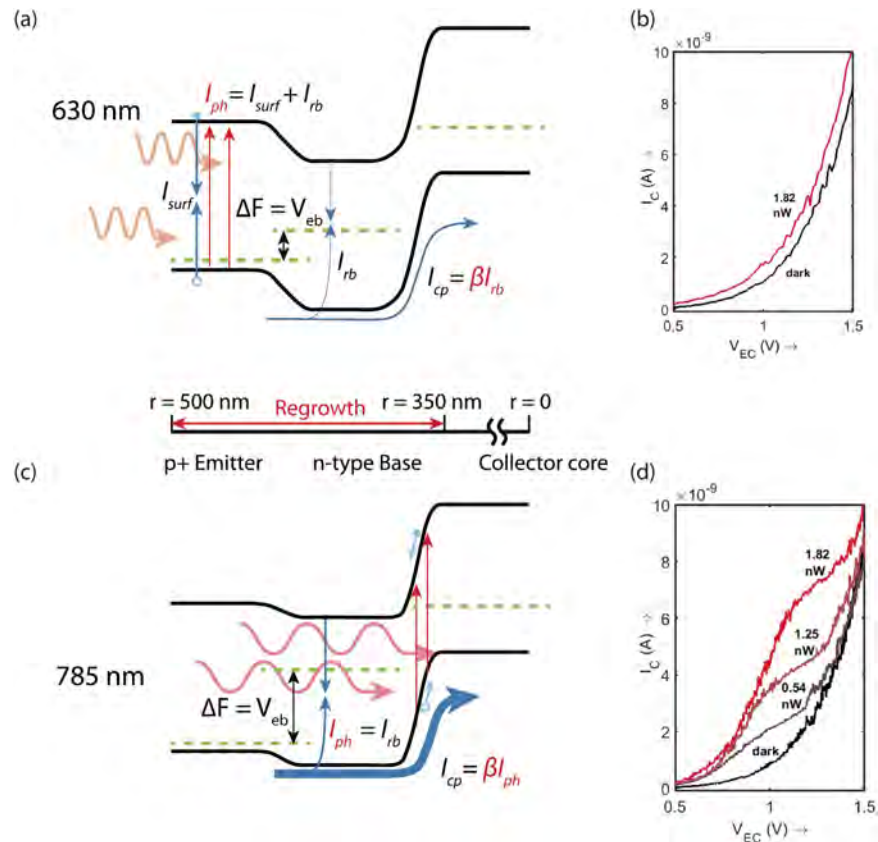 (a)
630 nm
I_ph = I_surf + I_rb
I_surf
ΔF = V_eb
I_rb
I_cp = βI_rb
(b)
×10⁻⁹
10
8
6
4
2
0
I_C (A) →
1.82
nW
dark
0.5
1
1.5
V_EC (V) →
r = 500 nm
Regrowth
r = 350 nm
r = 0
p+ Emitter
n-type Base
Collector core
(c)
785 nm
ΔF = V_eb
I_ph = I_rb
I_cp = βI_ph
(d)
×10⁻⁹
10
8
6
4
2
0
I_C (A) →
1.82
nW
1.25
nW
0.54
nW
dark
0.5
1
1.5
V_EC (V) →